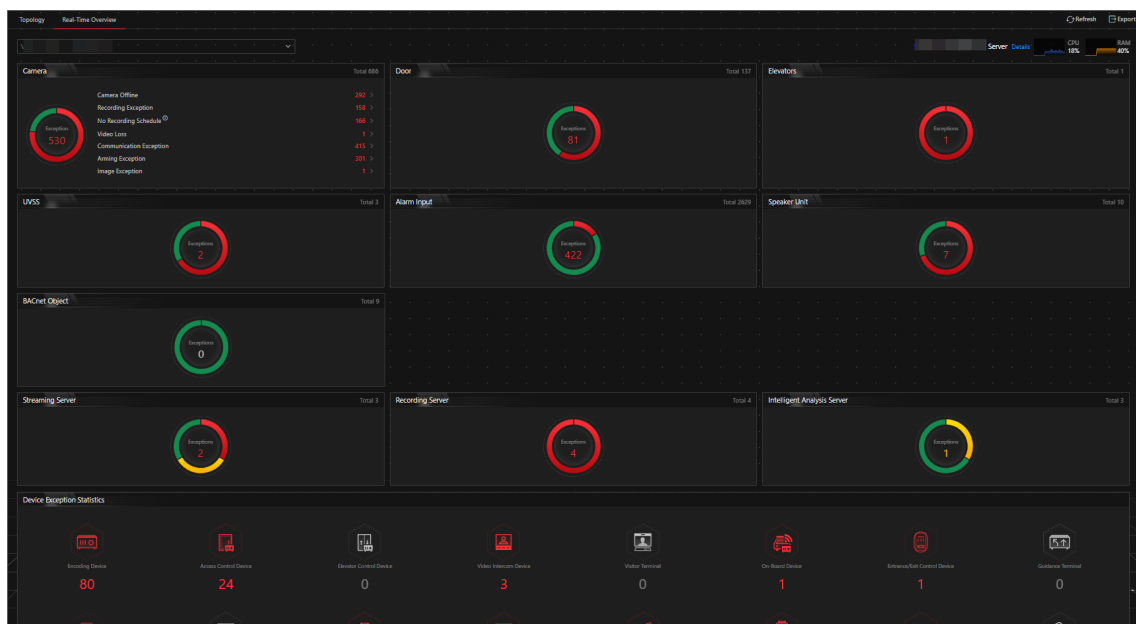 Topology Real-Time Overview Refresh Export
Server Details CPU 18% RAM 40%
Camera Total 686
Exception 530
Camera Offline 292 >
Recording Exception 158 >
No Recording Schedule 166 >
Video Loss 1 >
Communication Exception 415 >
Arming Exception 301 >
Image Exception 1 >
Door Total 137
Exceptions 81
Elevators Total 1
Exceptions 1
UVSS Total 3
Exceptions 2
Alarm Input Total 2629
Exceptions 422
Speaker Unit Total 10
Exceptions 7
BACnet Object Total 9
Exceptions 0
Streaming Server Total 3
Exceptions 2
Recording Server Total 4
Exceptions 4
Intelligent Analysis Server Total 3
Exceptions 1
Device Exception Statistics
Encoding Device Access Control Device Elevator Control Device Video Intercom Device Visitor Terminal On-Board Device Entrance/Exit Control Device Guidance Terminal
80 24 0 3 0 1 1 0